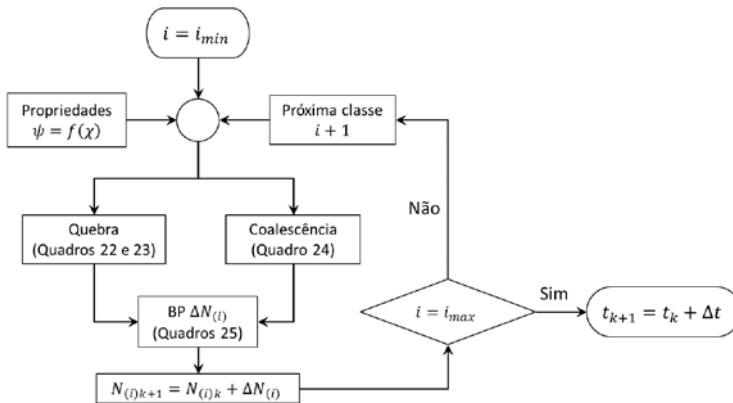 i = i_min
Propriedades
ψ = f(χ)
Próxima classe
i + 1
Quebra
(Quadros 22 e 23)
Coalescência
(Quadro 24)
Não
BP ΔN_(i)
(Quadros 25)
i = i_max
Sim
t_{k+1} = t_k + Δt
N_{(i)k+1} = N_{(i)k} + ΔN_{(i)}